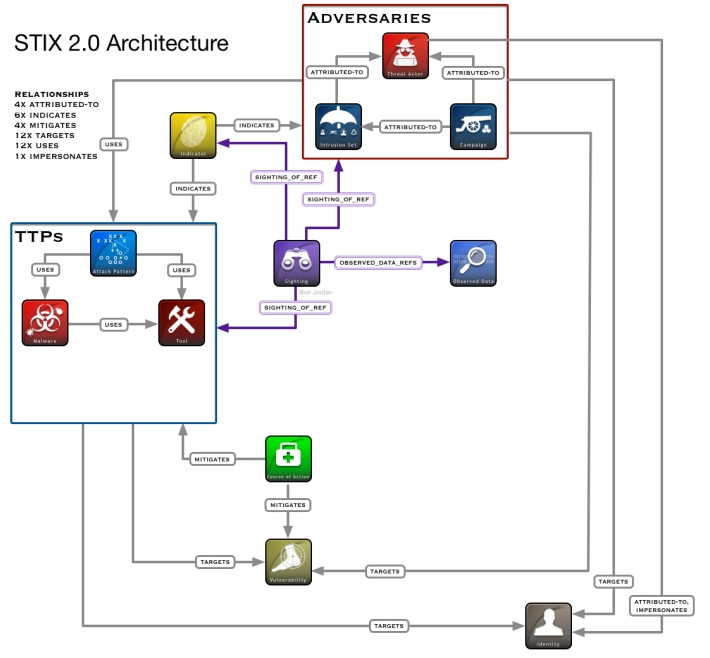 ADVERSARIES
STIX 2.0 Architecture
Threat Actor
ATTRIBUTED-TO
ATTRIBUTED-TO
RELATIONSHIPS
4X ATTRIBUTED-TO
6X INDICATES
4X MITIGATES
12X TARGETS
12X USES
1X IMPERSONATES
INDICATES
ATTRIBUTED-TO
USES
Intrusion Set
Campaign
Indicator
SIGHTING_OF_REF
INDICATES
SIGHTING_OF_REF
TTPs
OBSERVED_DATA_REFS
Attack Pattern
USES
USES
Sighting
Observed Data
Bret Jordan
SIGHTING_OF_REF
USES
Malware
Tool
MITIGATES
Course of Action
MITIGATES
TARGETS
TARGETS
Vulnerability
TARGETS
ATTRIBUTED-TO,
IMPERSONATES
TARGETS
Identity